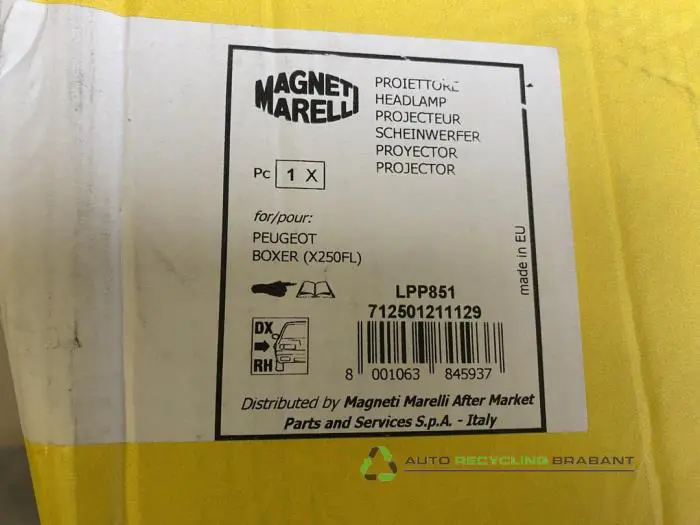 MAGNETI
MARELLI
PROIETTORE
HEADLAMP
PROJECTEUR
SCHEINWERFER
PROYECTOR
PROJECTOR
Pc 1 X
for/pour:
PEUGEOT
BOXER (X250FL)
made in EU
LPP851
712501211129
DX
RH
8 001063 845937
Distributed by Magneti Marelli After Market
Parts and Services S.p.A. - Italy
AUTO RECYCLING BRABANT